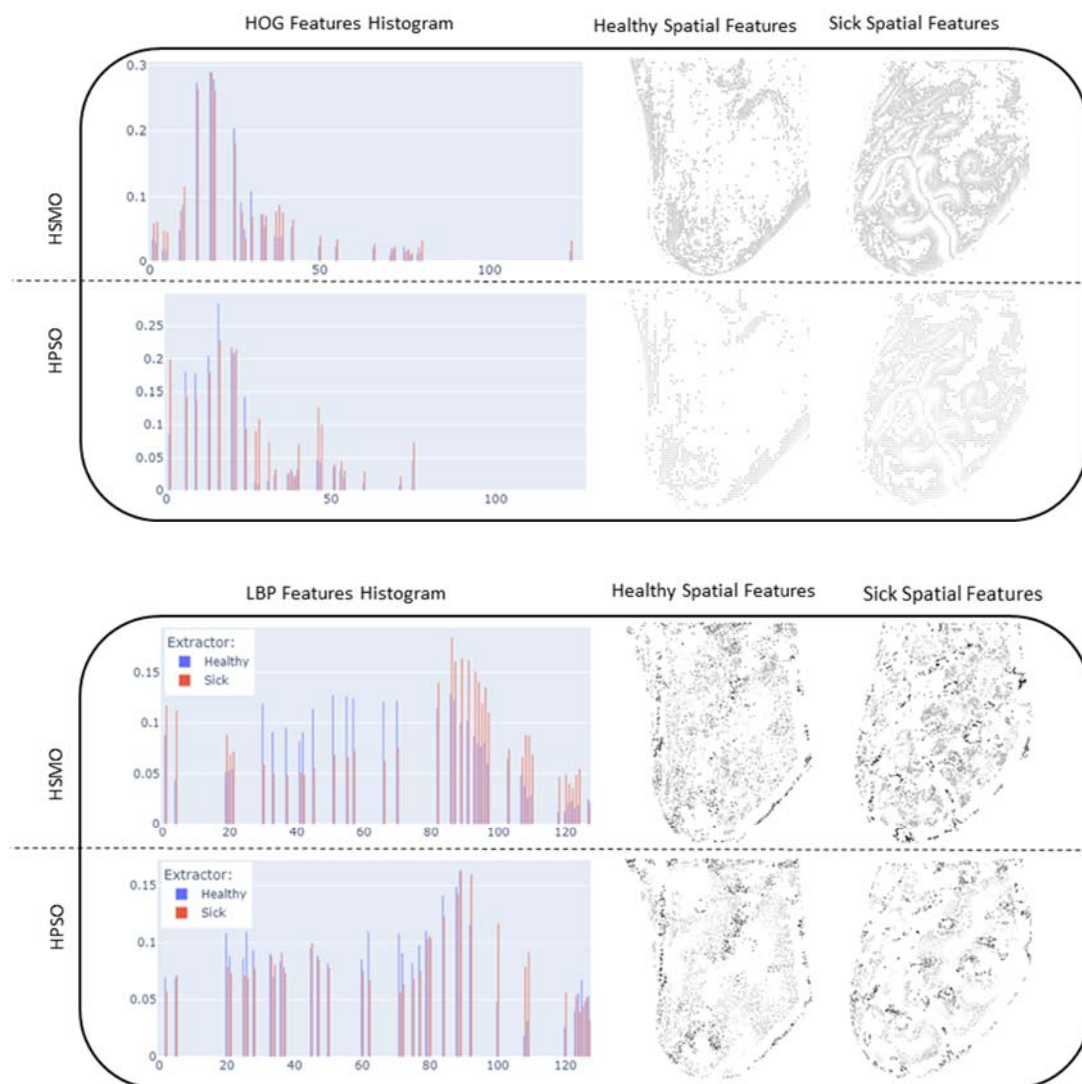 HOG Features Histogram Healthy Spatial Features Sick Spatial Features
HSMO
0.3
0.2
0.1
0
0 50 100
HPSO
0.25
0.2
0.15
0.1
0.05
0
0 50 100
LBP Features Histogram Healthy Spatial Features Sick Spatial Features
HSMO
Extractor:
Healthy
Sick
0.15
0.1
0.05
0
0 20 40 60 80 100 120
HPSO
Extractor:
Healthy
Sick
0.15
0.1
0.05
0
0 20 40 60 80 100 120